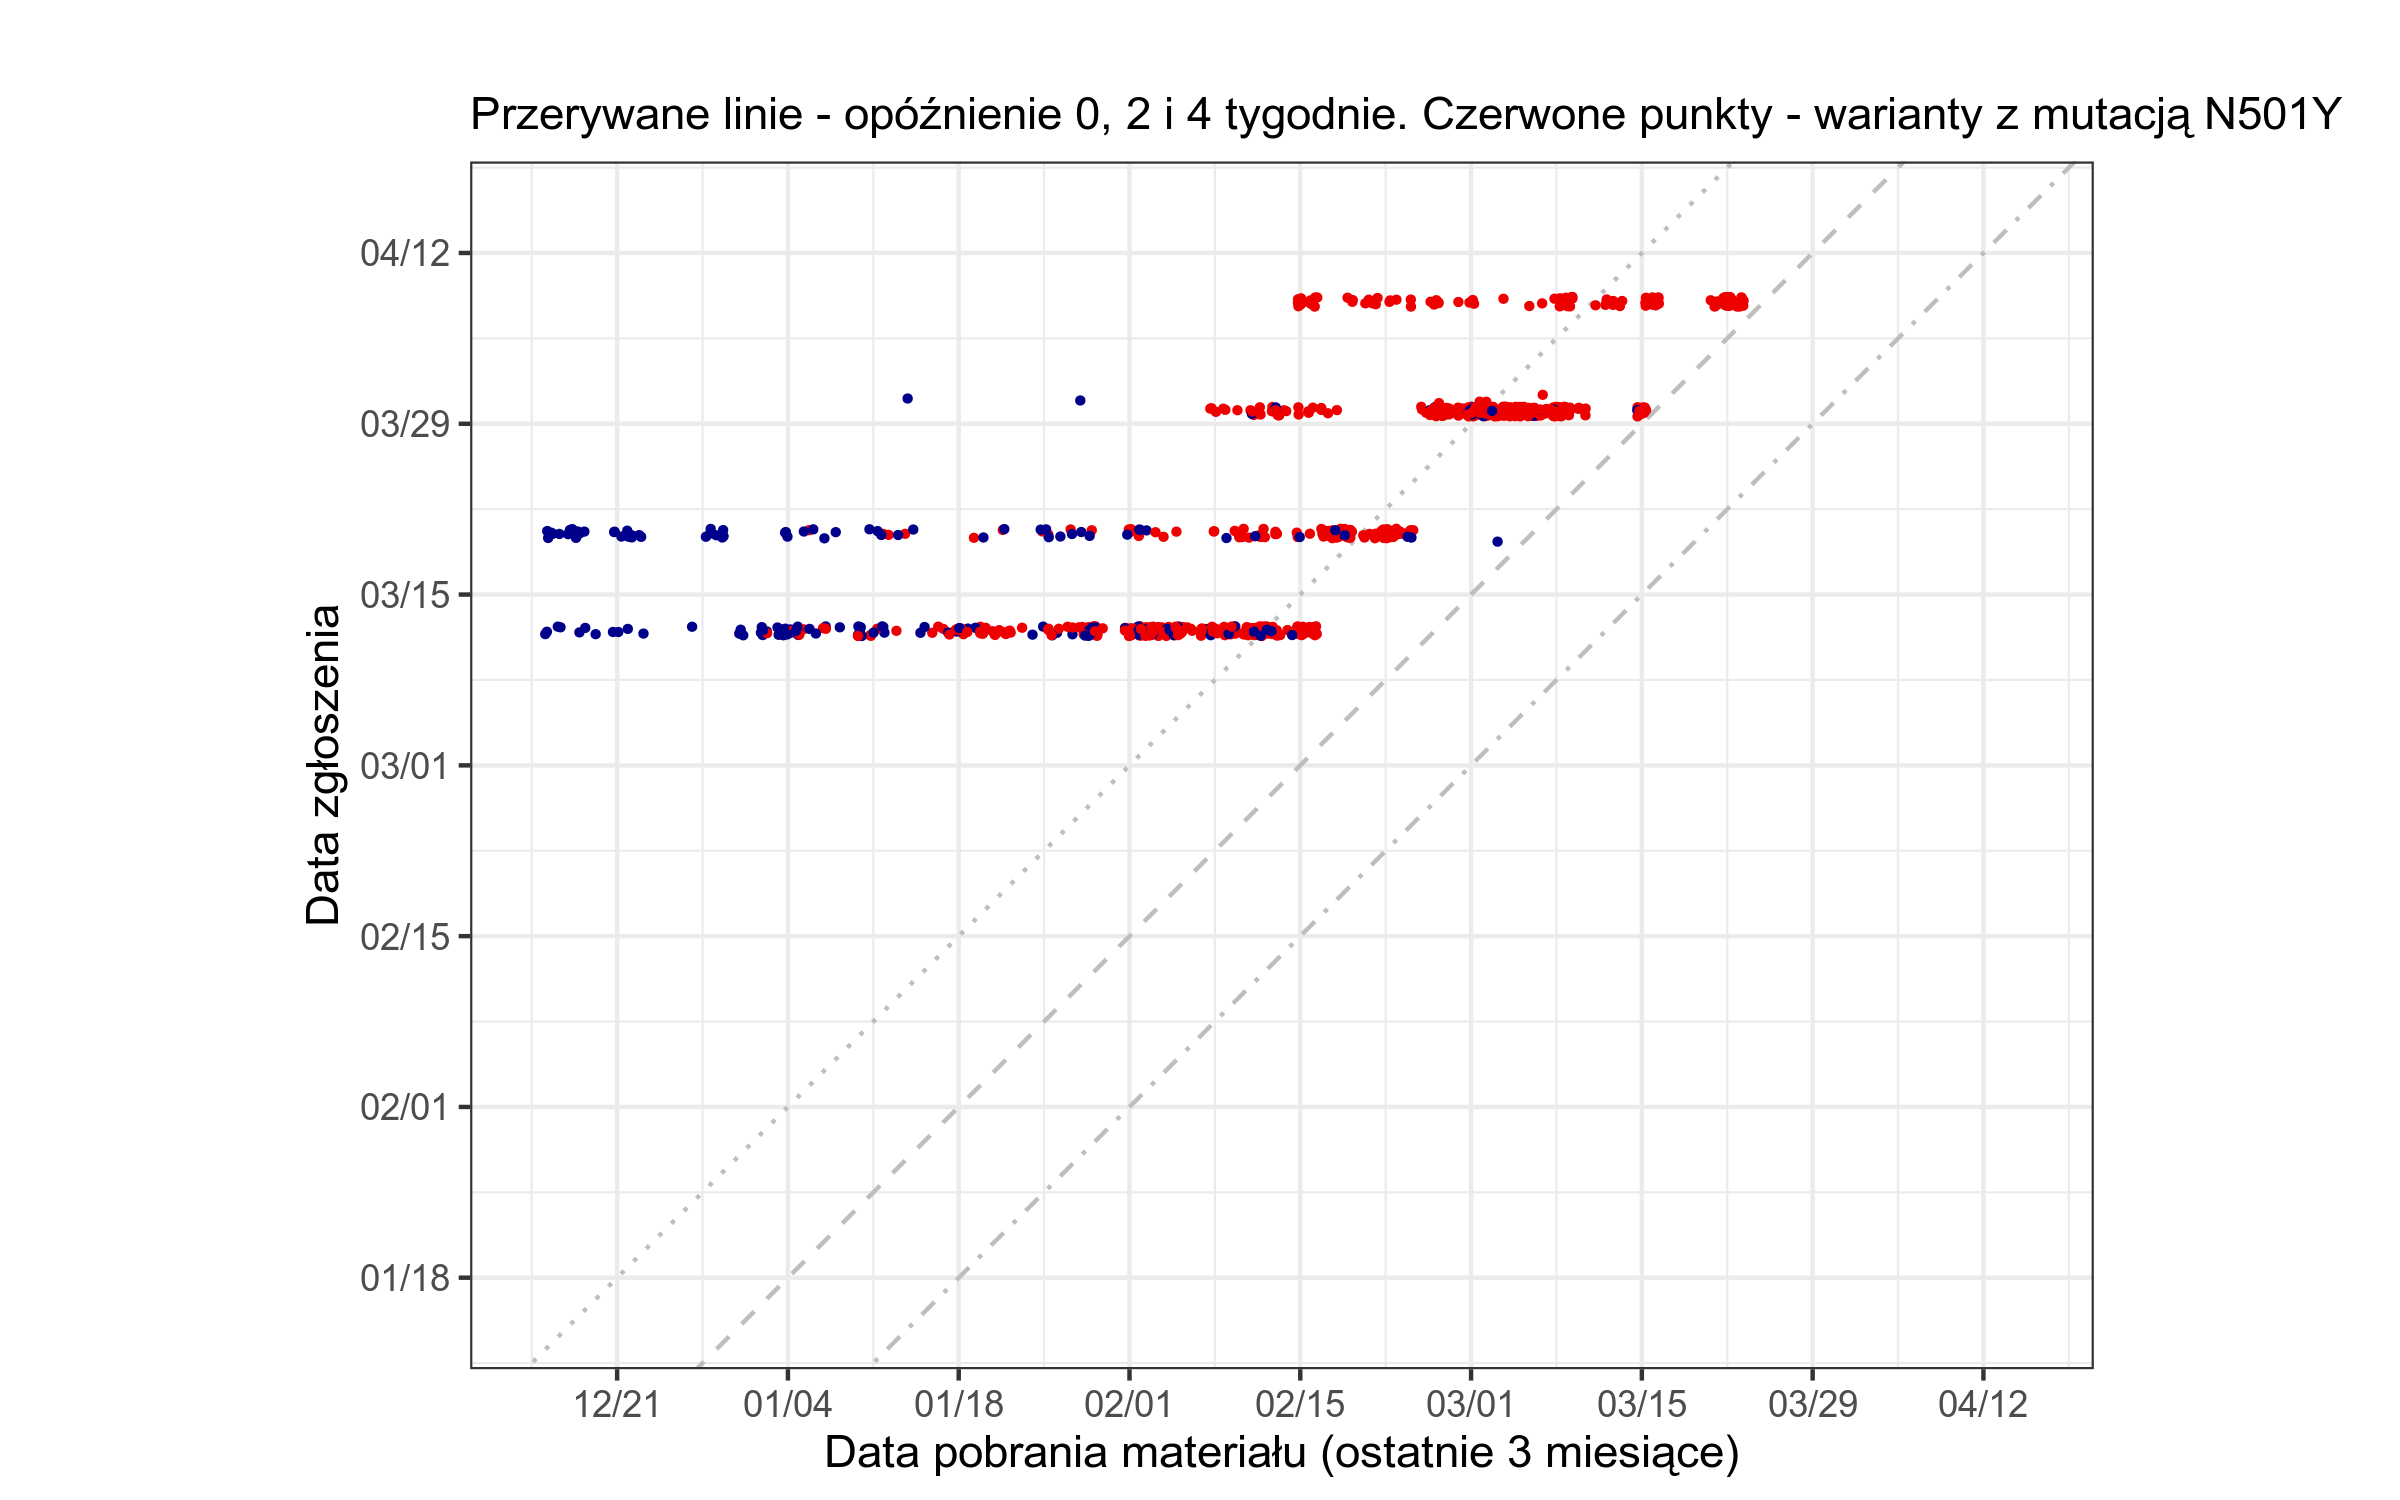 Przerywane linie - opóźnienie 0, 2 i 4 tygodnie. Czerwone punkty - warianty z mutacją N501Y
Data zgłoszenia
04/12
03/29
03/15
03/01
02/15
02/01
01/18
12/21 01/04 01/18 02/01 02/15 03/01 03/15 03/29 04/12
Data pobrania materiału (ostatnie 3 miesiące)